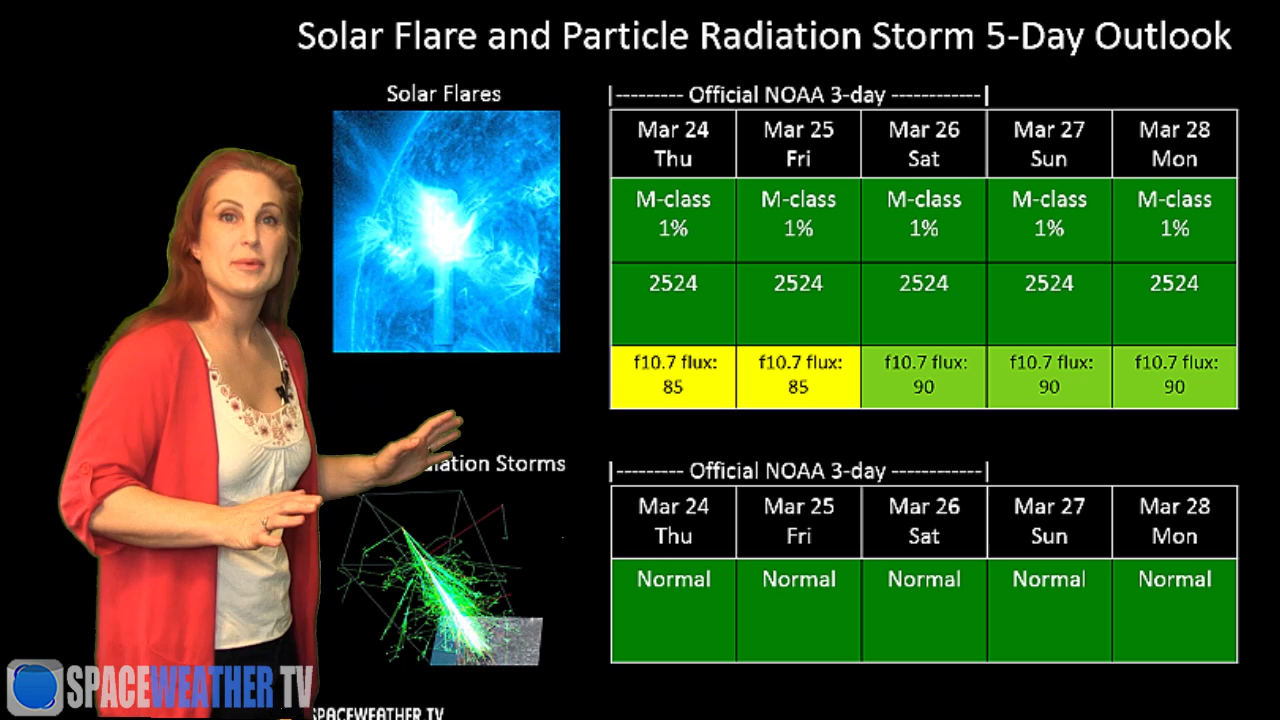 Solar Flare and Particle Radiation Storm 5-Day Outlook
Solar Flares
|--------- Official NOAA 3-day ------------|
Mar 24 Thu
Mar 25 Fri
Mar 26 Sat
Mar 27 Sun
Mar 28 Mon
M-class 1%
M-class 1%
M-class 1%
M-class 1%
M-class 1%
2524
2524
2524
2524
2524
f10.7 flux: 85
f10.7 flux: 85
f10.7 flux: 90
f10.7 flux: 90
f10.7 flux: 90
Storms
|--------- Official NOAA 3-day ------------|
Mar 24 Thu
Mar 25 Fri
Mar 26 Sat
Mar 27 Sun
Mar 28 Mon
Normal
Normal
Normal
Normal
Normal
SPACEWEATHER TV
SPACEWEATHER TV